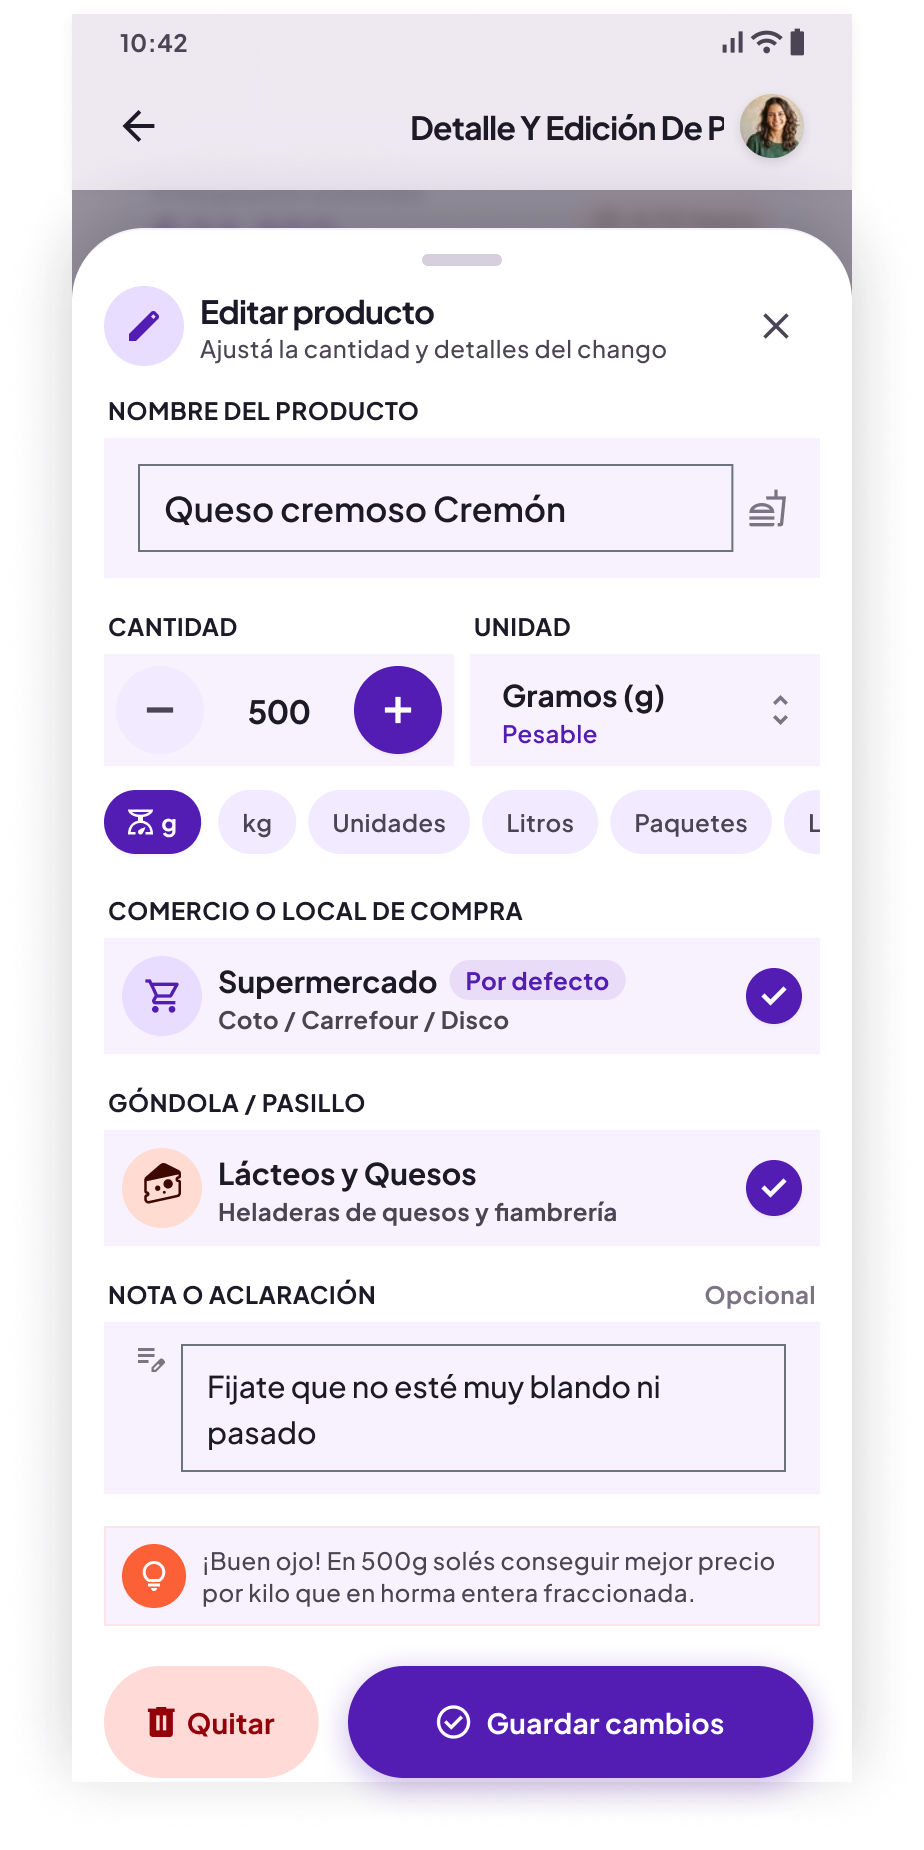 10:42
Detalle Y Edición De P
Editar producto
Ajustá la cantidad y detalles del chango
NOMBRE DEL PRODUCTO
Queso cremoso Cremón
CANTIDAD
UNIDAD
500
Gramos (g)
Pesable
g
kg
Unidades
Litros
Paquetes
L
COMERCIO O LOCAL DE COMPRA
Supermercado
Por defecto
Coto / Carrefour / Disco
GÓNDOLA / PASILLO
Lácteos y Quesos
Heladeras de quesos y fiambrería
NOTA O ACLARACIÓN
Opcional
Fijate que no esté muy blando ni
pasado
¡Buen ojo! En 500g solés conseguir mejor precio
por kilo que en horma entera fraccionada.
Quitar
Guardar cambios